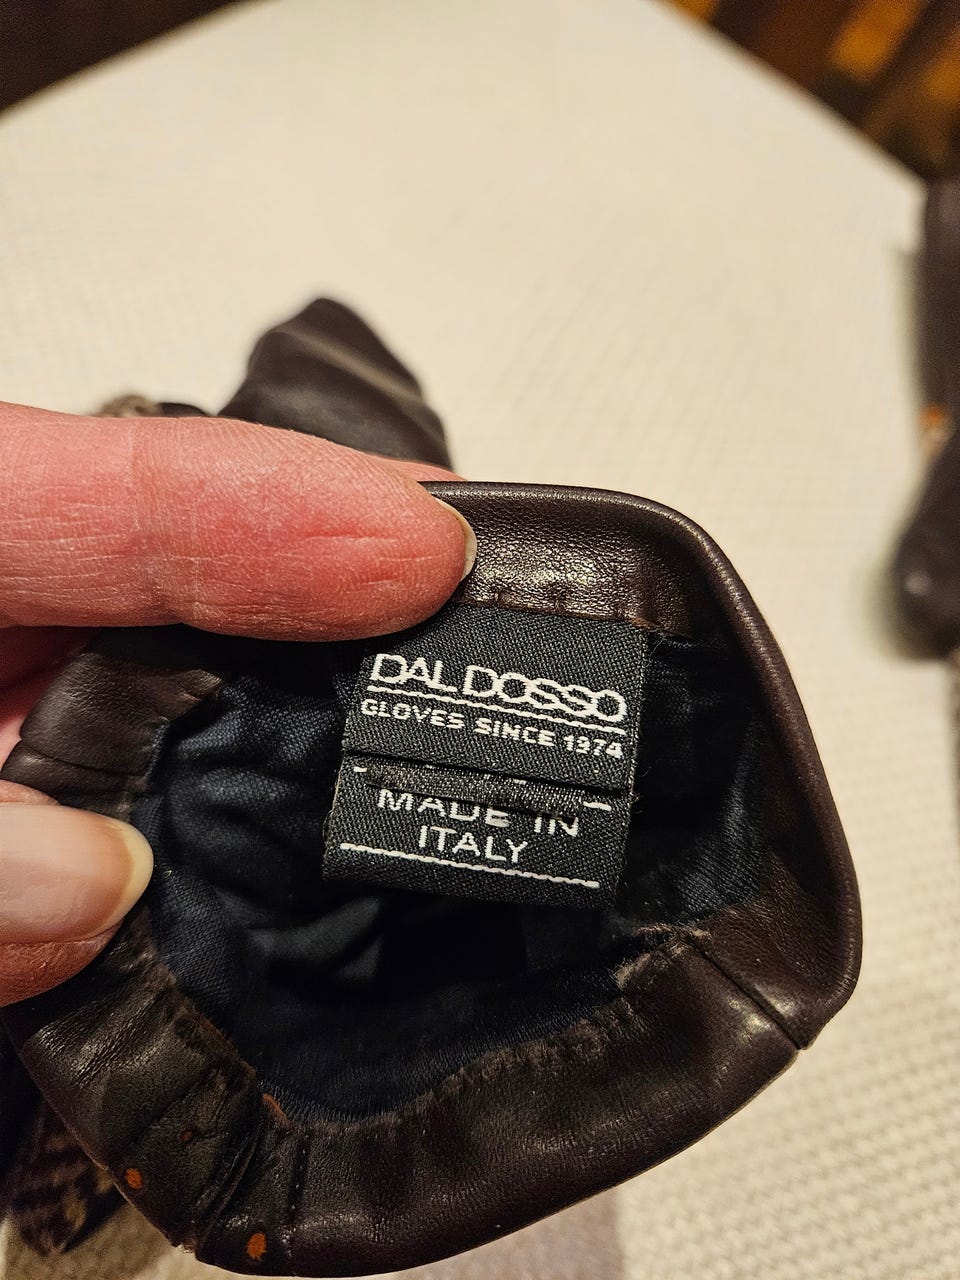 DAL DOSSO
GLOVES SINCE 1974
MADE IN
ITALY